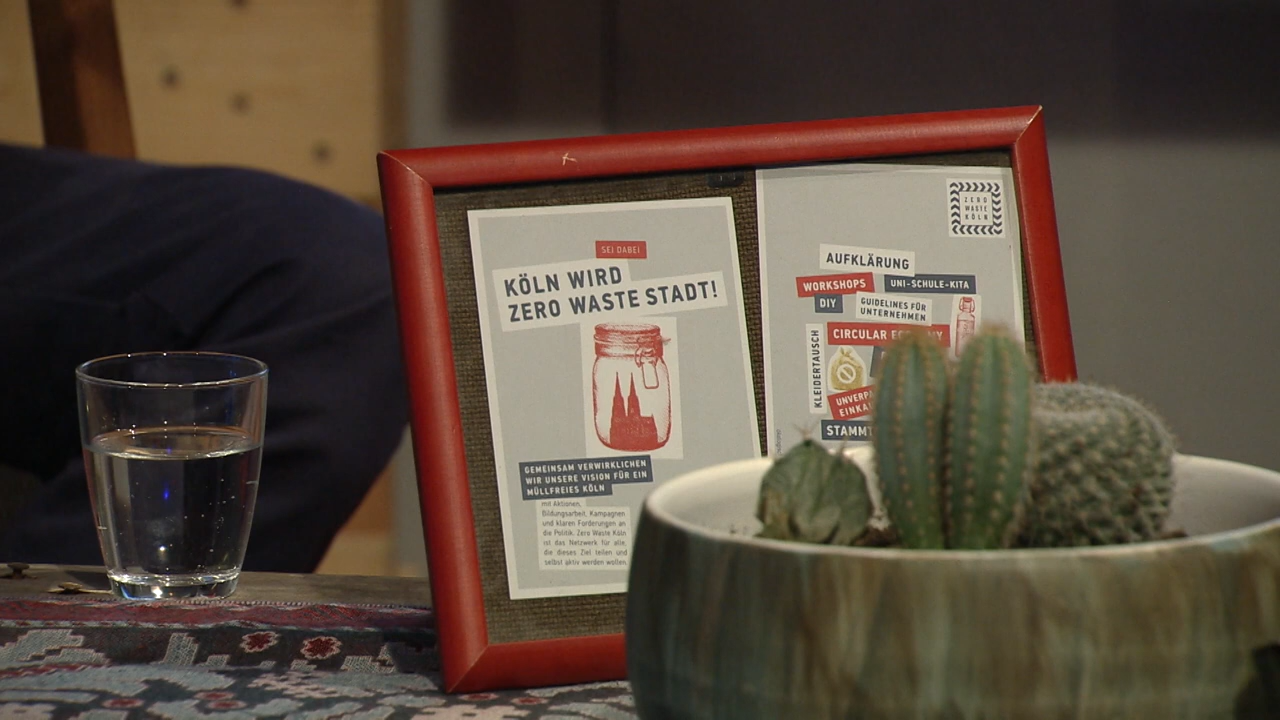 SEI DABEI
KÖLN WIRD
ZERO WASTE STADT!
GEMEINSAM VERWIRKLICHEN
WIR UNSERE VISION FÜR EIN
MÜLLFREIES KÖLN
mit Aktionen,
Bildungsarbeit, Kampagnen
und klaren Forderungen an
die Politik. Zero Waste Köln
ist das Netzwerk für alle,
die dieses Ziel teilen und
selbst aktiv werden wollen.
ZERO
WASTE
KÖLN
AUFKLÄRUNG
WORKSHOPS
UNI-SCHULE-KITA
DIY
GUIDELINES FÜR
UNTERNEHMEN
CIRCULAR
KLEIDERTAUSCH